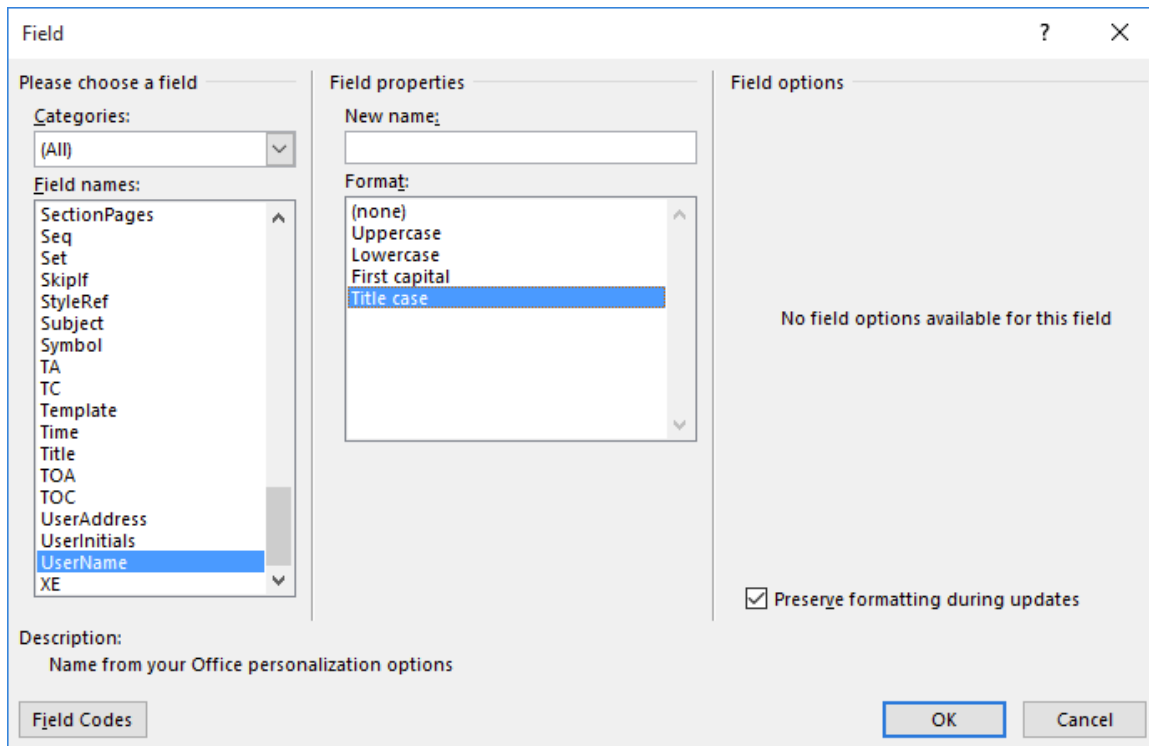 Field
?
Please choose a field
Categories:
(All)
Field names:
SectionPages
Seq
Set
SkipIf
StyleRef
Subject
Symbol
TA
TC
Template
Time
Title
TOA
TOC
UserAddress
UserInitials
UserName
XE
Field properties
New name:
Format:
(none)
Uppercase
Lowercase
First capital
Title case
Field options
No field options available for this field
Preserve formatting during updates
Description:
Name from your Office personalization options
Field Codes
OK
Cancel